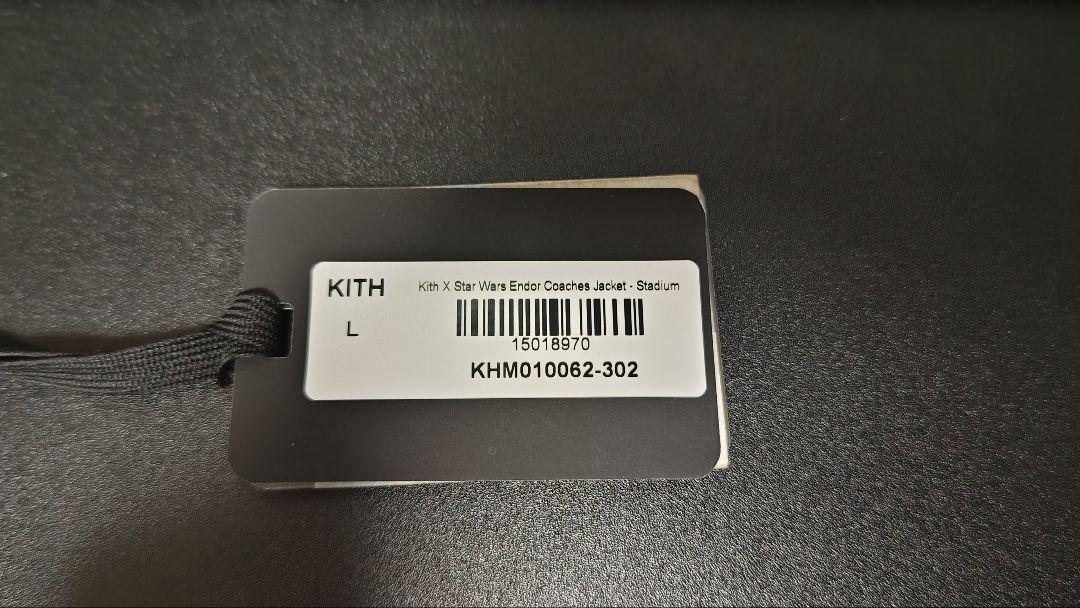 KITH
Kith X Star Wars Endor Coaches Jacket - Stadium
L
15018970
KHM010062-302